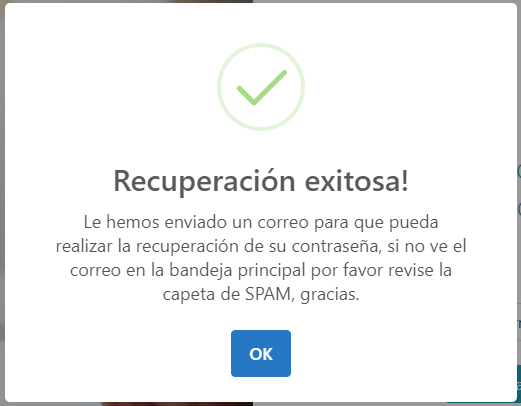 Recuperación exitosa!
Le hemos enviado un correo para que pueda
realizar la recuperación de su contraseña, si no ve el
correo en la bandeja principal por favor revise la
capeta de SPAM, gracias.
OK